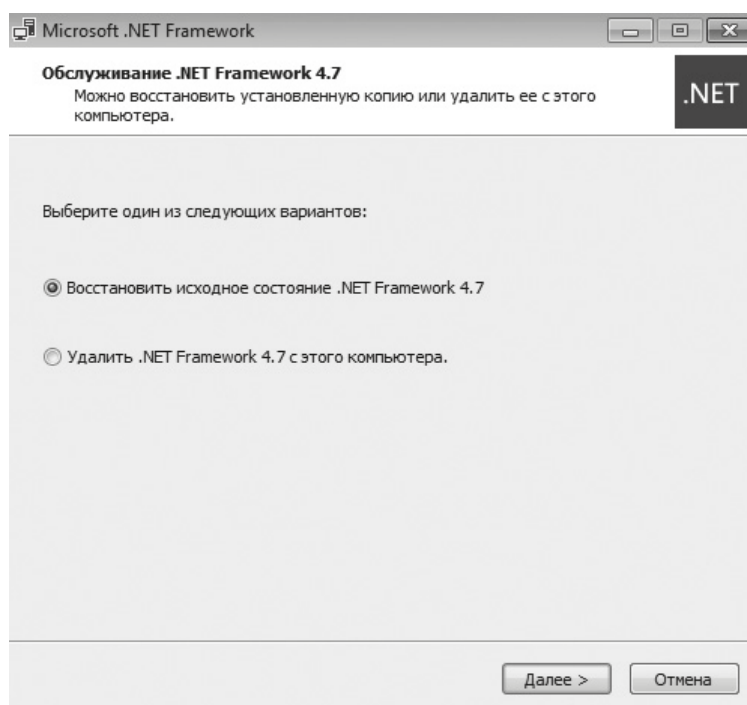 Microsoft .NET Framework
Обслуживание .NET Framework 4.7
Можно восстановить установленную копию или удалить ее с этого
компьютера.
.NET
Выберите один из следующих вариантов:
Восстановить исходное состояние .NET Framework 4.7
Удалить .NET Framework 4.7 с этого компьютера.
Далее >
Отмена